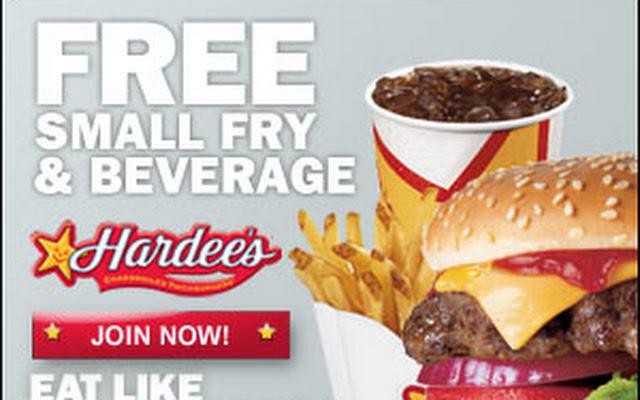 FREE
SMALL FRY
& BEVERAGE
Hardee's
JOIN NOW!
EAT LIKE